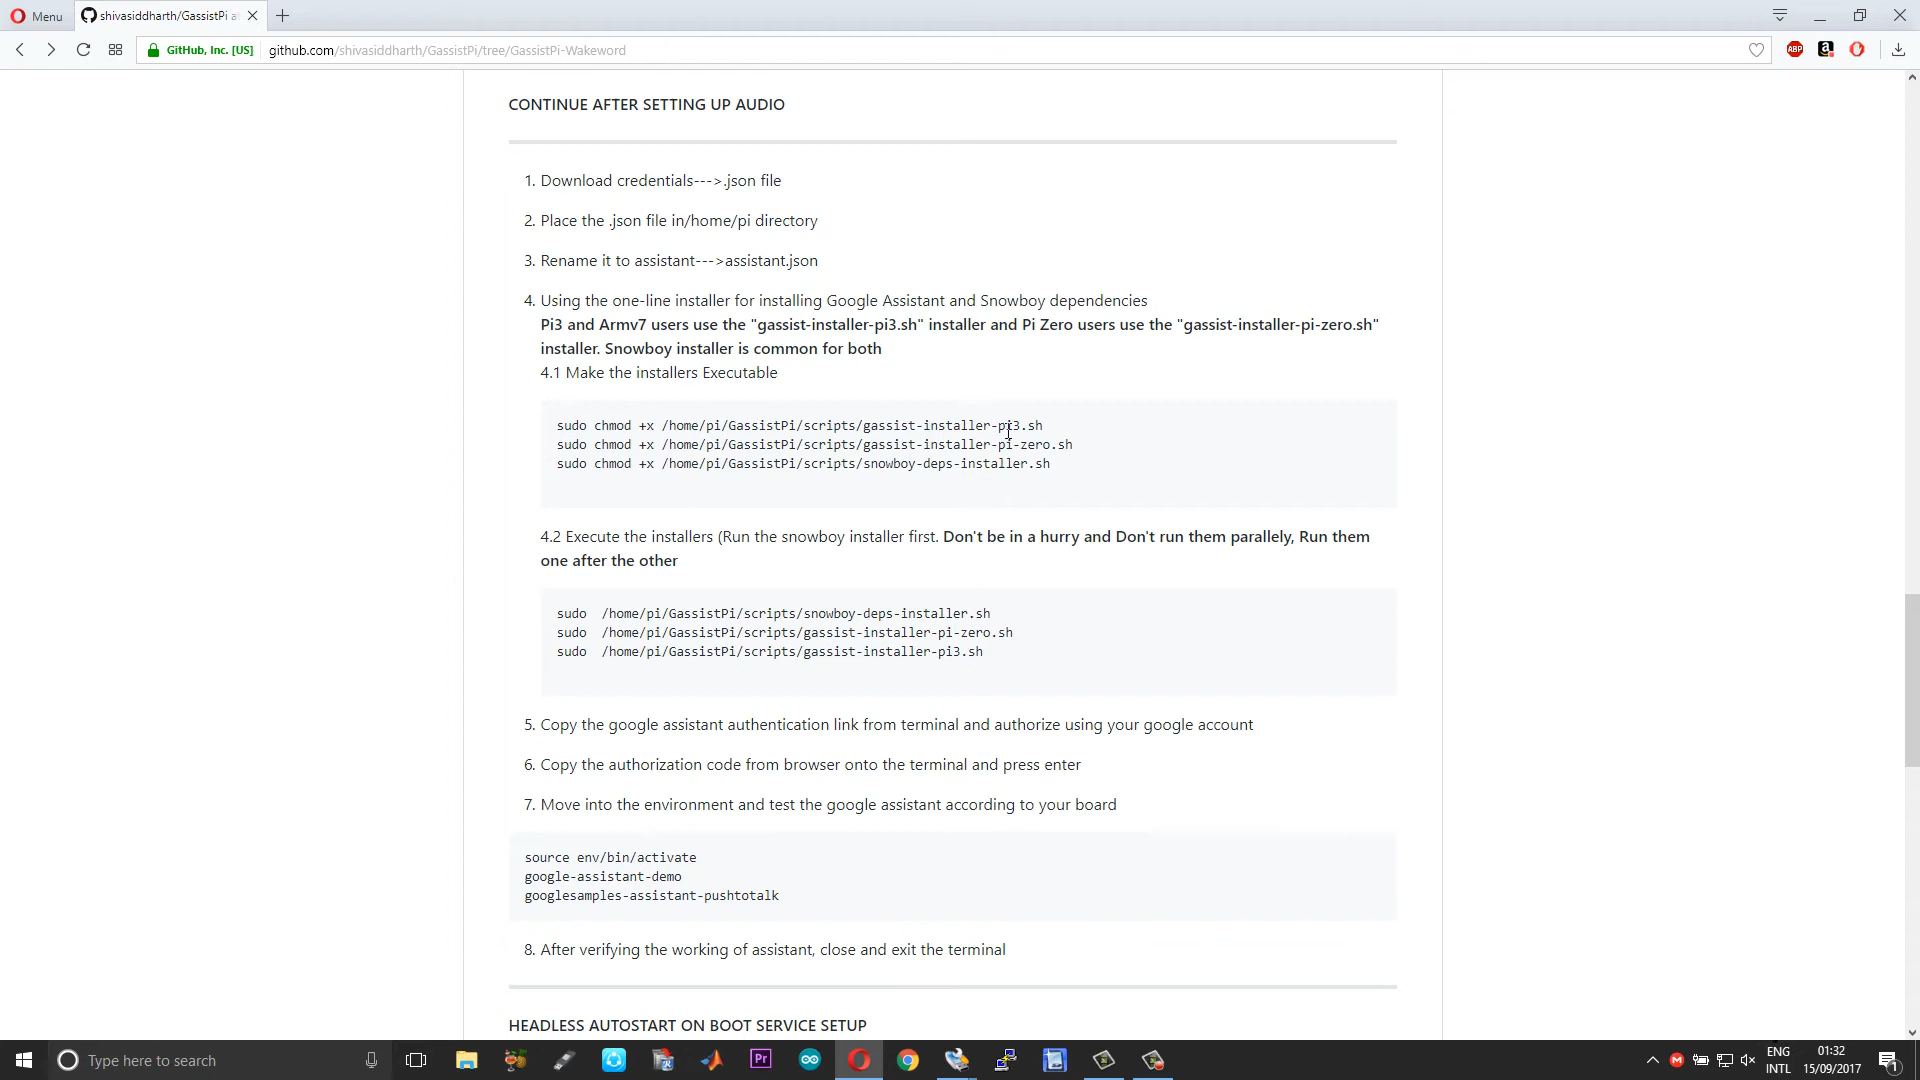 Menu
shivasiddharth/GassistPi a
GitHub, Inc. [US]
github.com/shivasiddharth/GassistPi/tree/GassistPi-Wakeword
ABP
CONTINUE AFTER SETTING UP AUDIO
1. Download credentials--->.json file
2. Place the .json file in/home/pi directory
3. Rename it to assistant--->assistant.json
4. Using the one-line installer for installing Google Assistant and Snowboy dependencies
Pi3 and Armv7 users use the "gassist-installer-pi3.sh" installer and Pi Zero users use the "gassist-installer-pi-zero.sh"
installer. Snowboy installer is common for both
4.1 Make the installers Executable
sudo chmod +x /home/pi/GassistPi/scripts/gassist-installer-pi3.sh
sudo chmod +x /home/pi/GassistPi/scripts/gassist-installer-pi-zero.sh
sudo chmod +x /home/pi/GassistPi/scripts/snowboy-deps-installer.sh
4.2 Execute the installers (Run the snowboy installer first. Don't be in a hurry and Don't run them parallely, Run them
one after the other
sudo  /home/pi/GassistPi/scripts/snowboy-deps-installer.sh
sudo  /home/pi/GassistPi/scripts/gassist-installer-pi-zero.sh
sudo  /home/pi/GassistPi/scripts/gassist-installer-pi3.sh
5. Copy the google assistant authentication link from terminal and authorize using your google account
6. Copy the authorization code from browser onto the terminal and press enter
7. Move into the environment and test the google assistant according to your board
source env/bin/activate
google-assistant-demo
googlesamples-assistant-pushtotalk
8. After verifying the working of assistant, close and exit the terminal
HEADLESS AUTOSTART ON BOOT SERVICE SETUP
Type here to search
Pr
ENG
INTL
01:32
15/09/2017
1